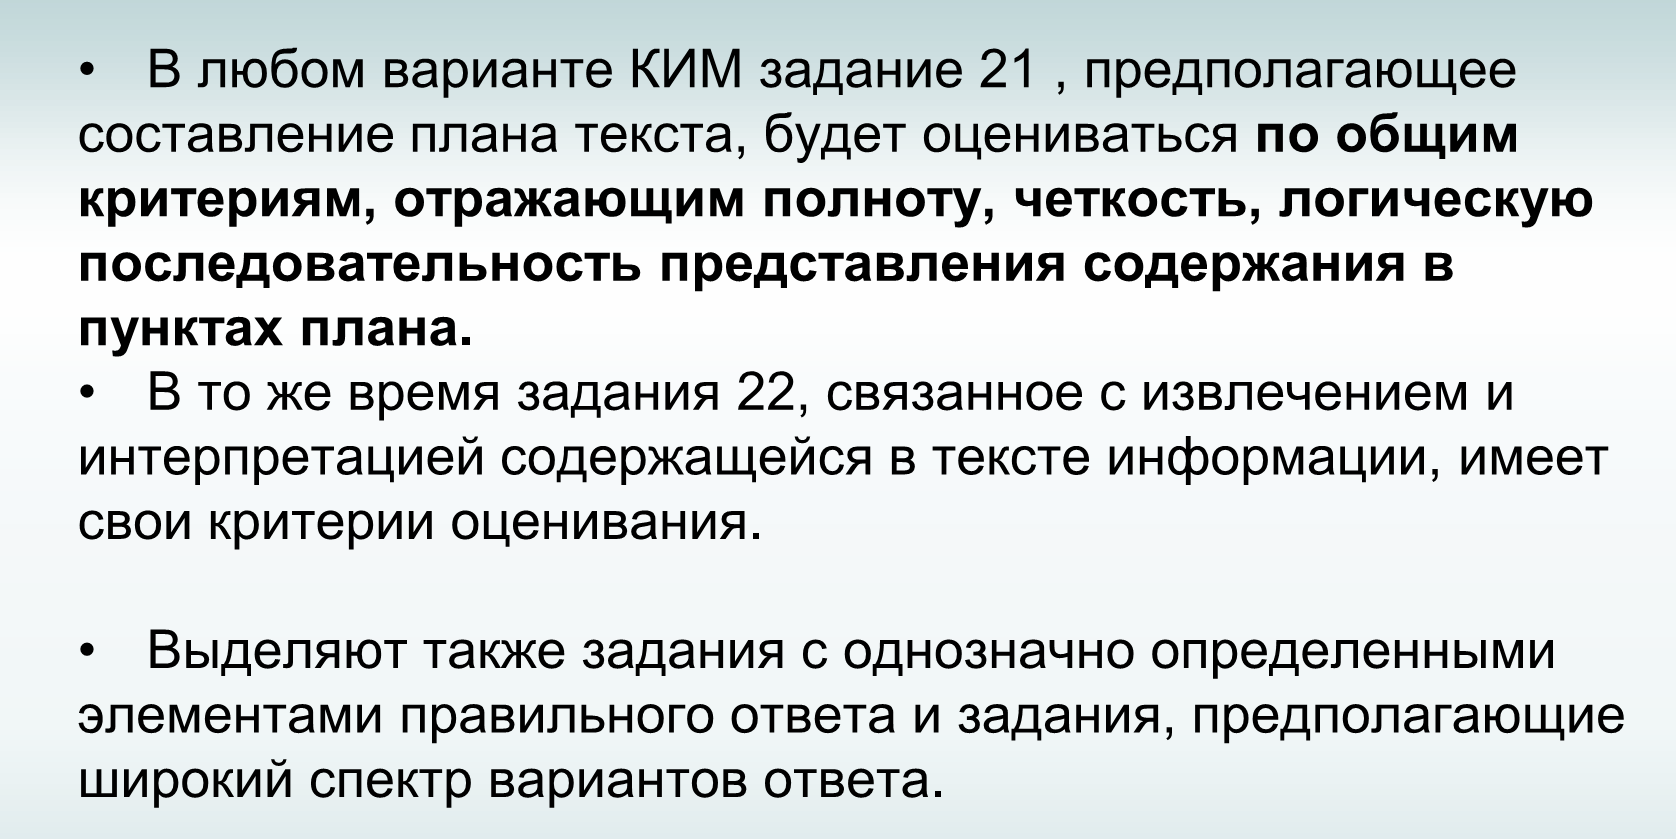 • В любом варианте КИМ задание 21 , предполагающее
составление плана текста, будет оцениваться по общим
критериям, отражающим полноту, четкость, логическую
последовательность представления содержания в
пунктах плана.
• В то же время задания 22, связанное с извлечением и
интерпретацией содержащейся в тексте информации, имеет
свои критерии оценивания.
• Выделяют также задания с однозначно определенными
элементами правильного ответа и задания, предполагающие
широкий спектр вариантов ответа.